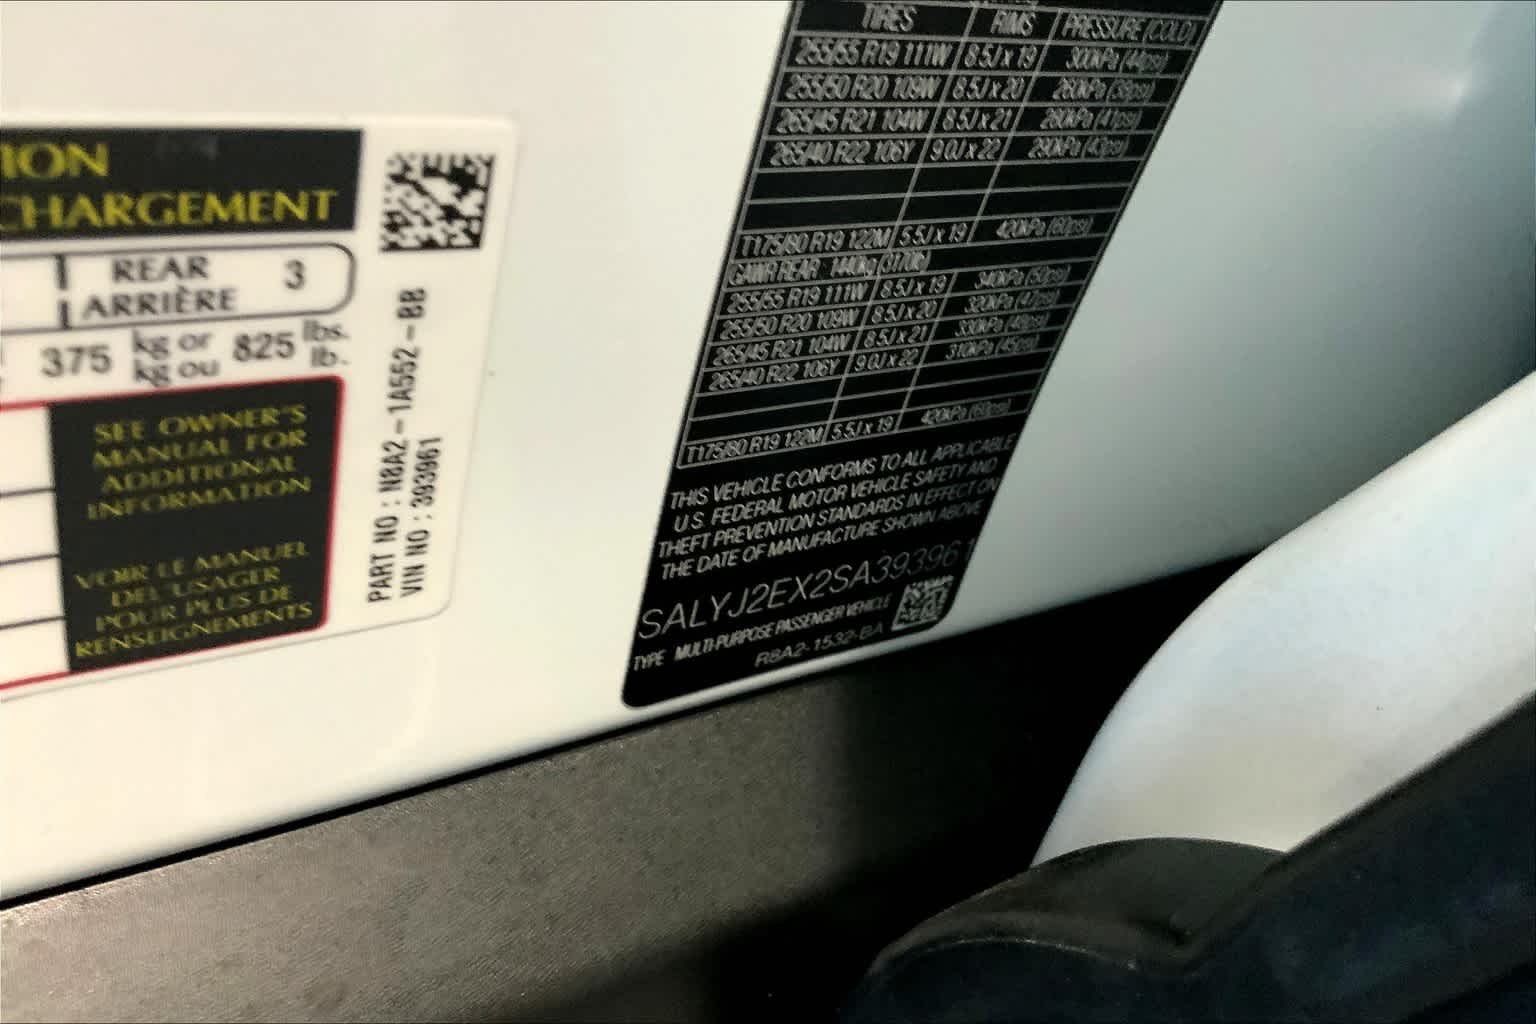 ION
CHARGEMENT
REAR
ARRIÈRE
3
375 kg or 825 lbs.
kg ou lb.
SEE OWNER'S
MANUAL FOR
ADDITIONAL
INFORMATION
VOIR LE MANUEL
DEL'USAGER
POUR PLUS DE
RENSEIGNEMENTS
PART NO : N8A2-1A552-BB
VIN NO : 393961
TIRES RIMS PRESSURE (COLD)
255/55 R19 111W 8.5J x 19 300kPa (44psi)
255/50 R20 109W 8.5J x 20 260kPa (38psi)
265/45 R21 104W 8.5J x 21 280kPa (41psi)
265/40 R22 106Y 9.0J x 22 290kPa (43psi)
T175/80 R19 122M 5.5J x 19 420kPa (60psi)
GAWR REAR 1440kg (3170lb)
255/55 R19 111W 8.5J x 19 340kPa (50psi)
255/50 R20 109W 8.5J x 20 320kPa (47psi)
265/45 R21 104W 8.5J x 21 330kPa (48psi)
265/40 R22 106Y 9.0J x 22 310kPa (45psi)
T175/80 R19 122M 5.5J x 19 420kPa (60psi)
THIS VEHICLE CONFORMS TO ALL APPLICABLE
U.S. FEDERAL MOTOR VEHICLE SAFETY AND
THEFT PREVENTION STANDARDS IN EFFECT ON
THE DATE OF MANUFACTURE SHOWN ABOVE
SALYJ2EX2SA393961
TYPE MULTI-PURPOSE PASSENGER VEHICLE
R8A2-1532-BA